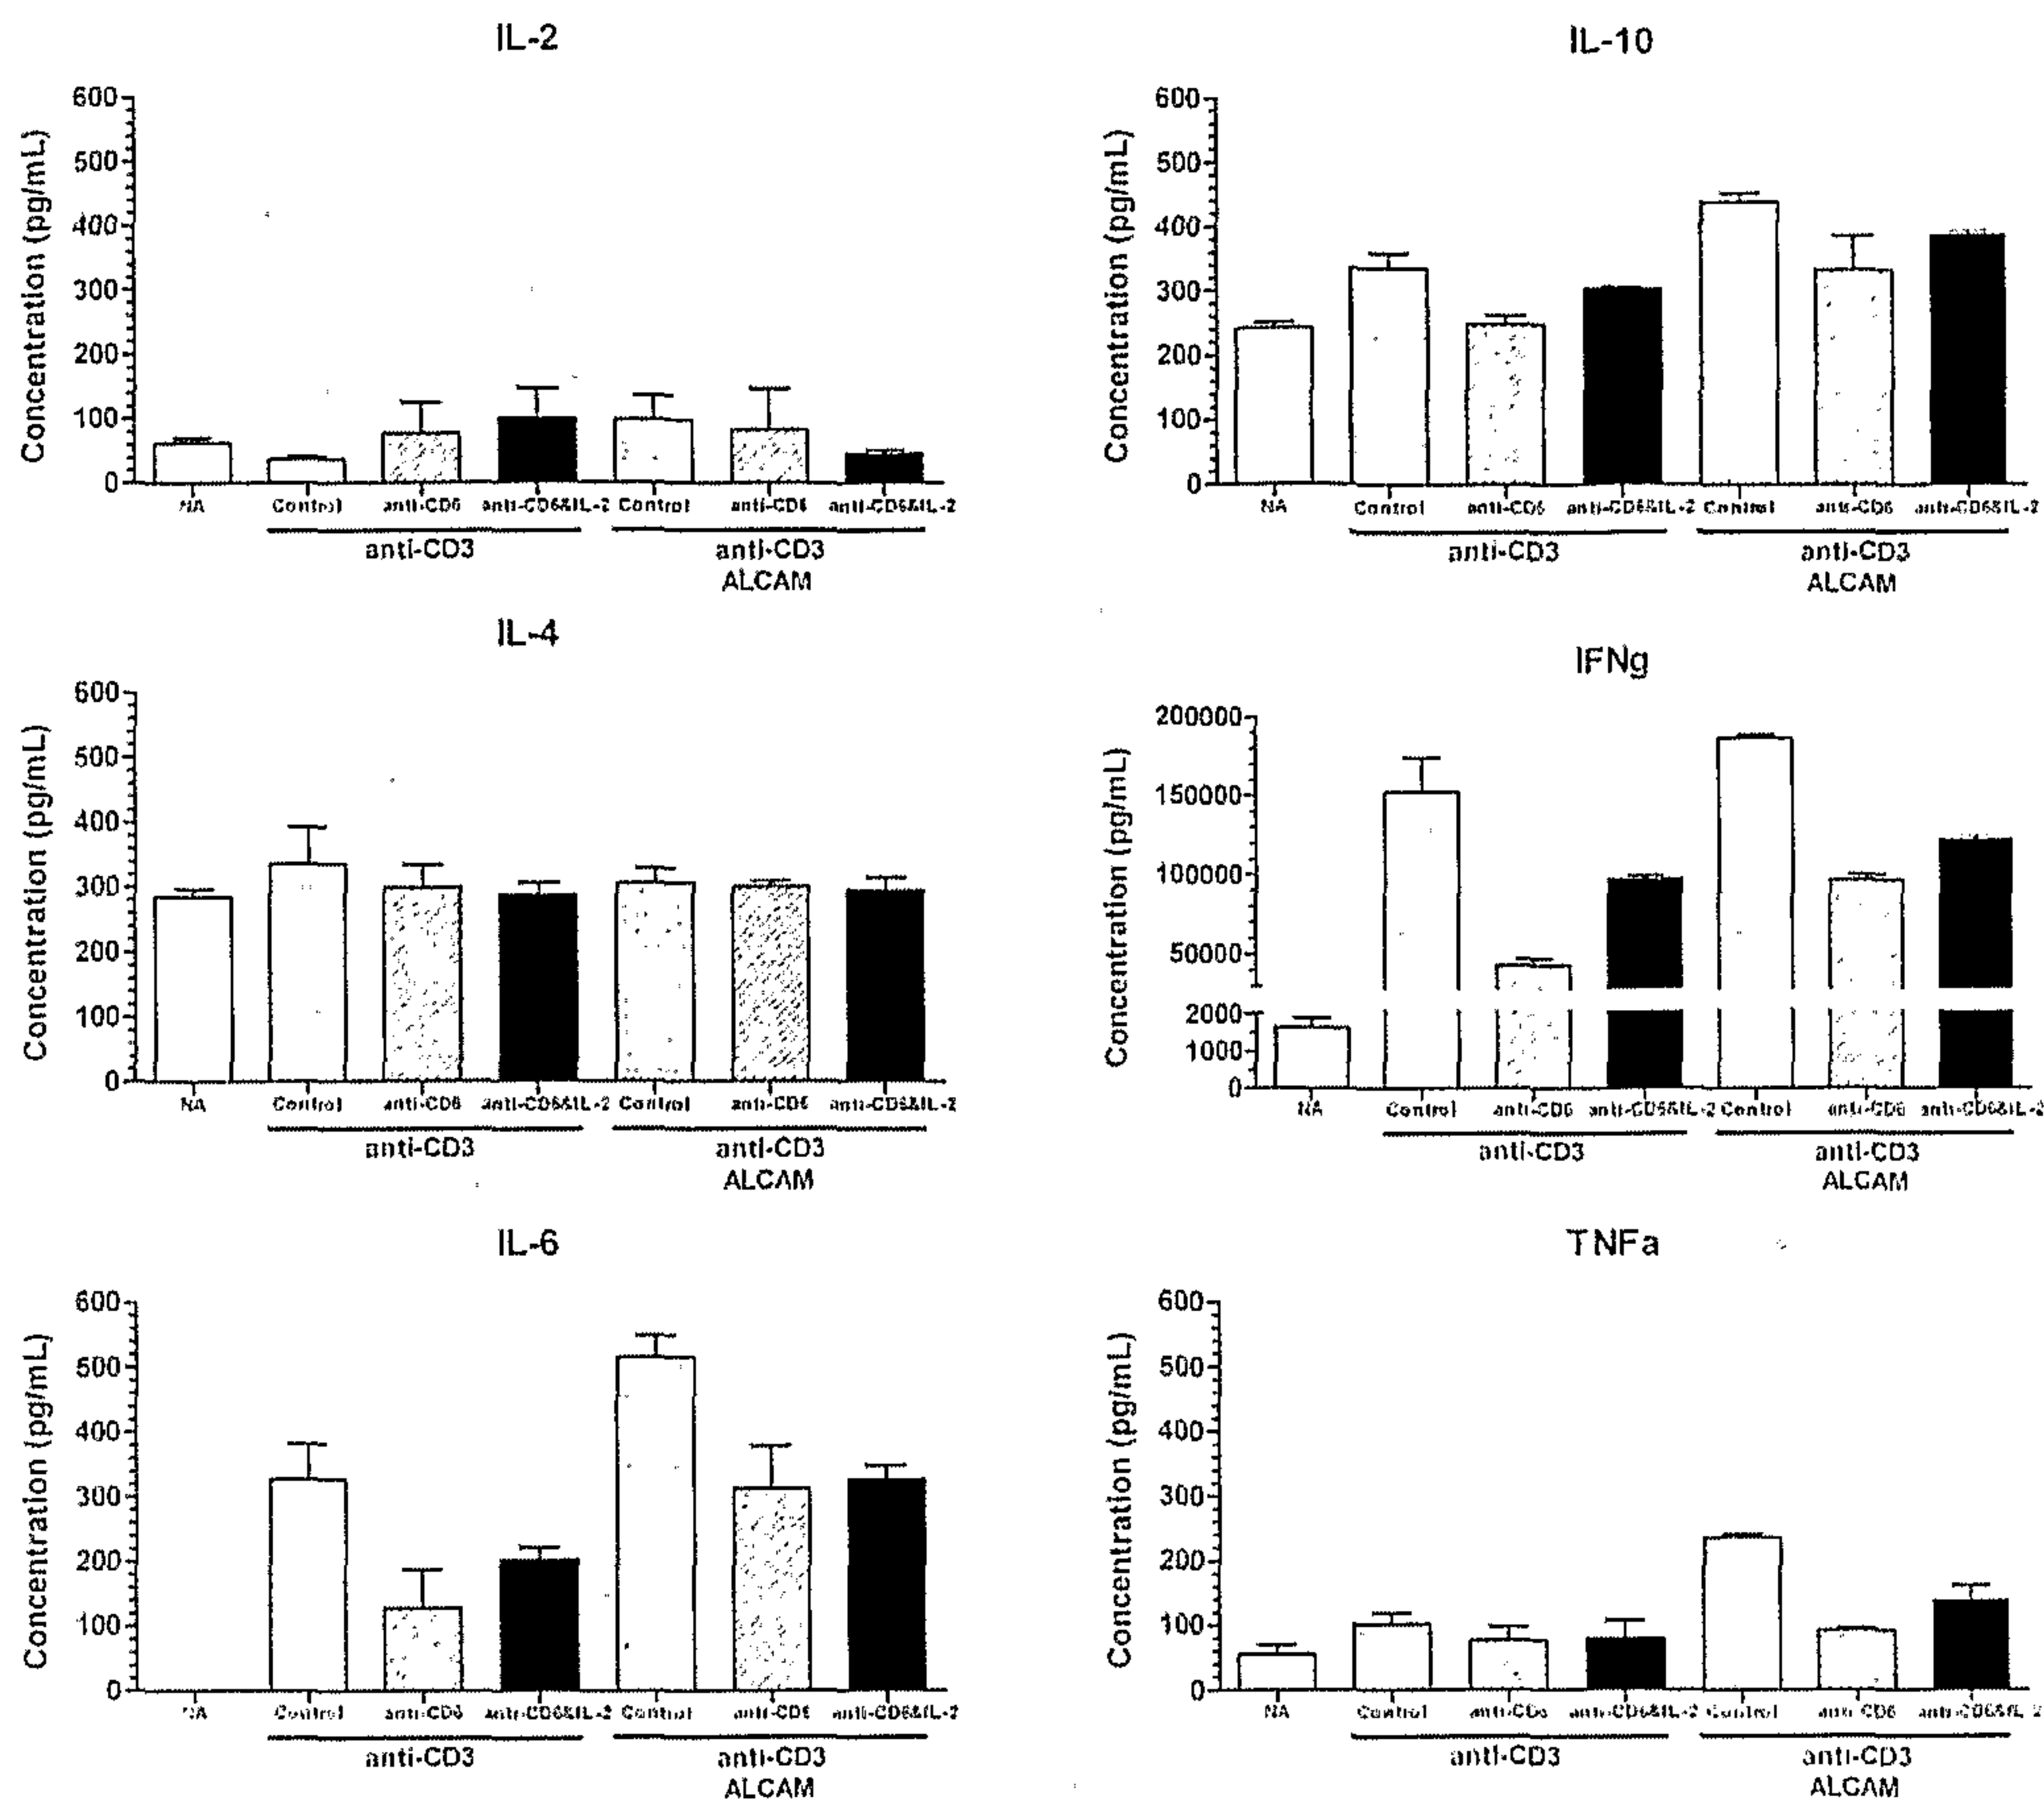 IL-2
Concentration (pg/mL)
600
500
400
300
200
100
0
NA Control anti-CD6 anti-CD6&IL-2 Control anti-CD6 anti-CD6&IL-2
anti-CD3
anti-CD3
ALCAM
IL-10
Concentration (pg/mL)
600
500
400
300
200
100
0
NA Control anti-CD6 anti-CD6&IL-2 Control anti-CD6 anti-CD6&IL-2
anti-CD3
anti-CD3
ALCAM
IL-4
Concentration (pg/mL)
600
500
400
300
200
100
0
NA Control anti-CD6 anti-CD6&IL-2 Control anti-CD6 anti-CD6&IL-2
anti-CD3
anti-CD3
ALCAM
IFNg
Concentration (pg/mL)
200000
150000
100000
50000
2000
1000
0
NA Control anti-CD6 anti-CD6&IL-2 Control anti-CD6 anti-CD6&IL-2
anti-CD3
anti-CD3
ALCAM
IL-6
Concentration (pg/mL)
600
500
400
300
200
100
0
NA Control anti-CD6 anti-CD6&IL-2 Control anti-CD6 anti-CD6&IL-2
anti-CD3
anti-CD3
ALCAM
TNFa
Concentration (pg/mL)
600
500
400
300
200
100
0
NA Control anti-CD6 anti-CD6&IL-2 Control anti-CD6 anti-CD6&IL-2
anti-CD3
anti-CD3
ALCAM